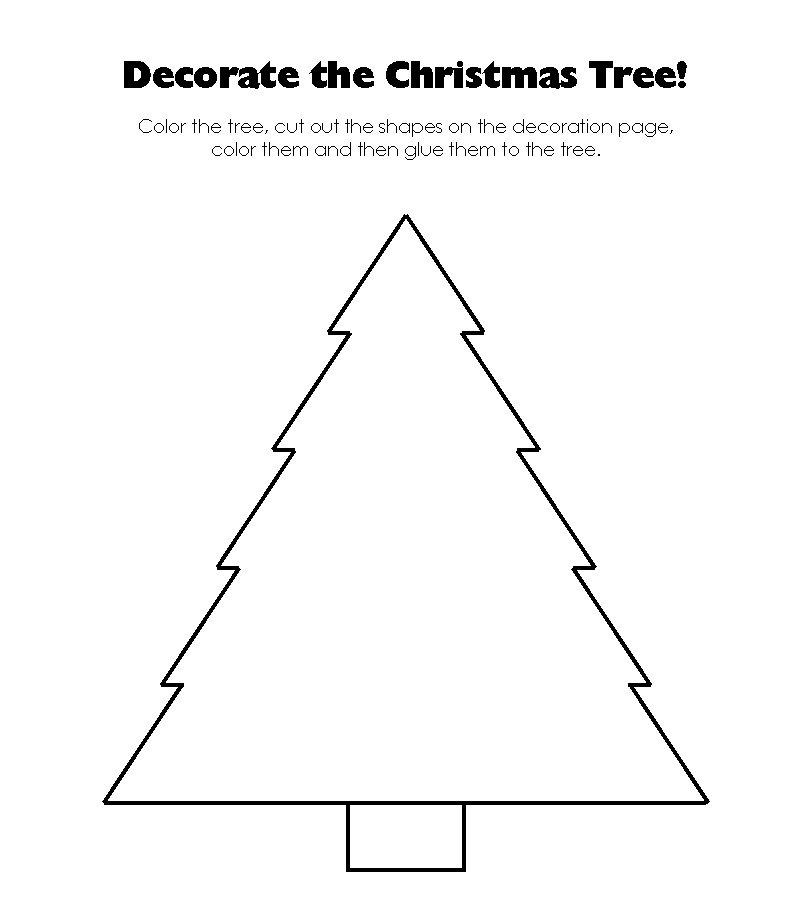 Decorate the Christmas Tree!
Color the tree, cut out the shapes on the decoration page,
color them and then glue them to the tree.